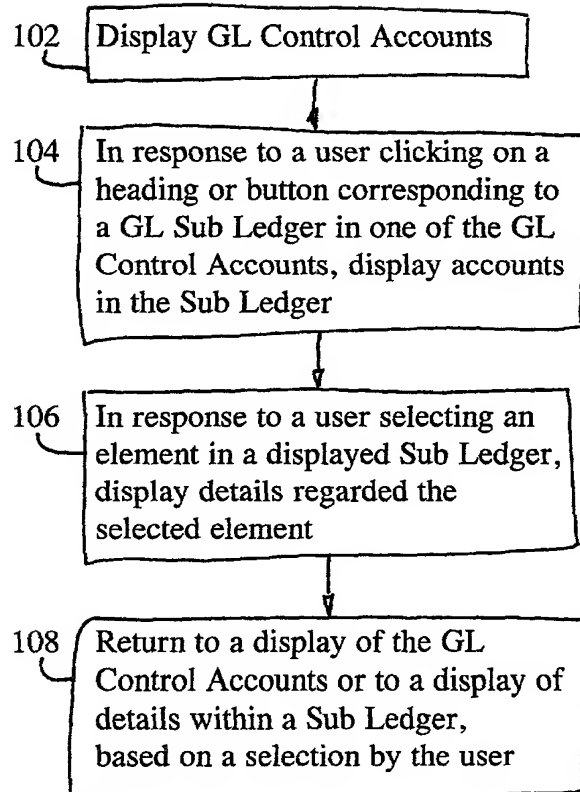 102 Display GL Control Accounts
104 In response to a user clicking on a
heading or button corresponding to
a GL Sub Ledger in one of the GL
Control Accounts, display accounts
in the Sub Ledger
106 In response to a user selecting an
element in a displayed Sub Ledger,
display details regarded the
selected element
108 Return to a display of the GL
Control Accounts or to a display of
details within a Sub Ledger,
based on a selection by the user